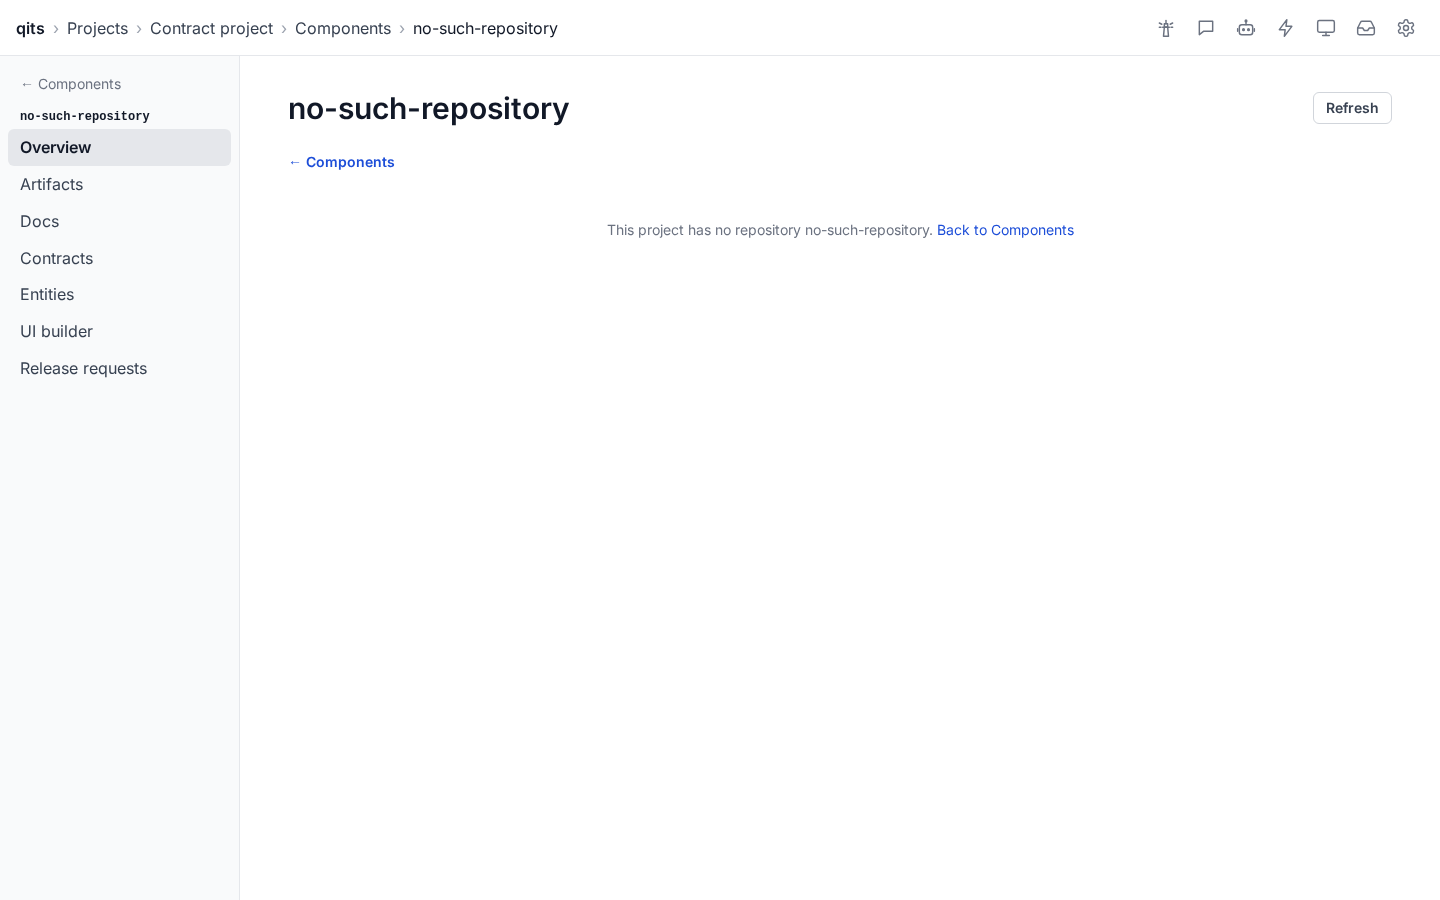 qits › Projects › Contract project › Components › no-such-repository
← Components
no-such-repository
Overview
Artifacts
Docs
Contracts
Entities
UI builder
Release requests
no-such-repository
Refresh
← Components
This project has no repository no-such-repository. Back to Components